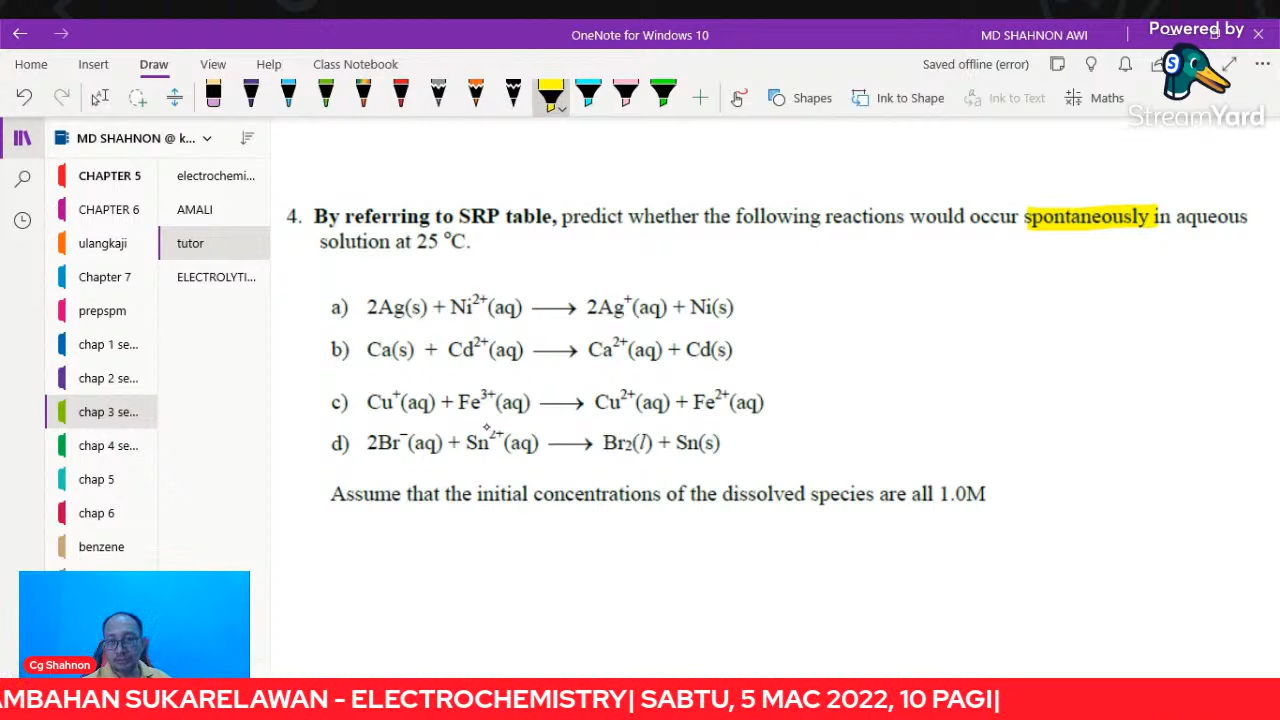 OneNote for Windows 10
MD SHAHNON AWI
Powered by
Home Insert Draw View Help Class Notebook
Saved offline (error)
S
StreamYard
Shapes Ink to Shape Ink to Text Maths
MD SHAHNON @ k...
CHAPTER 5
CHAPTER 6
ulangkaji
Chapter 7
prepspm
chap 1 se...
chap 2 se...
chap 3 se...
chap 4 se...
chap 5
chap 6
benzene
electrochemi...
AMALI
tutor
ELECTROLYTI...
4. By referring to SRP table, predict whether the following reactions would occur spontaneously in aqueous
solution at 25 °C.
a) 2Ag(s) + Ni²⁺(aq) ⟶ 2Ag⁺(aq) + Ni(s)
b) Ca(s) + Cd²⁺(aq) ⟶ Ca²⁺(aq) + Cd(s)
c) Cu⁺(aq) + Fe³⁺(aq) ⟶ Cu²⁺(aq) + Fe²⁺(aq)
d) 2Br⁻(aq) + Sn²⁺(aq) ⟶ Br₂(l) + Sn(s)
Assume that the initial concentrations of the dissolved species are all 1.0M
Cg Shahnon
AMBAHAN SUKARELAWAN - ELECTROCHEMISTRY| SABTU, 5 MAC 2022, 10 PAGI|